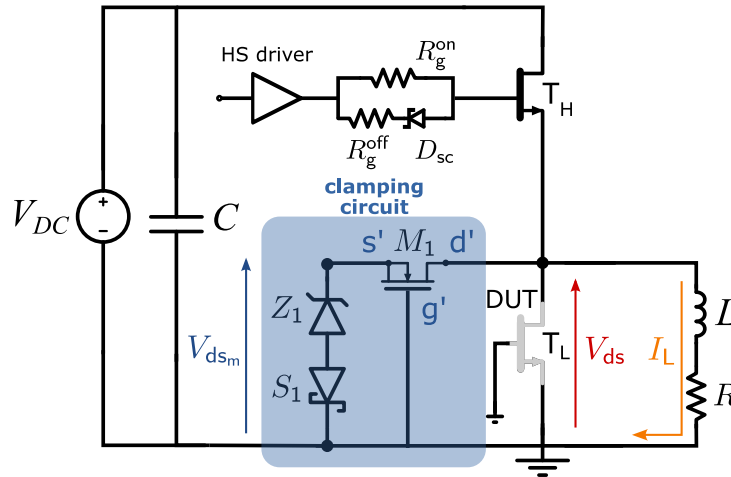 HS driver
R_g^on
T_H
R_g^off
D_sc
clamping
circuit
V_DC
+
−
C
s' M_1 d'
g'
Z_1
DUT
V_ds_m
S_1
T_L
V_ds
I_L
L
R